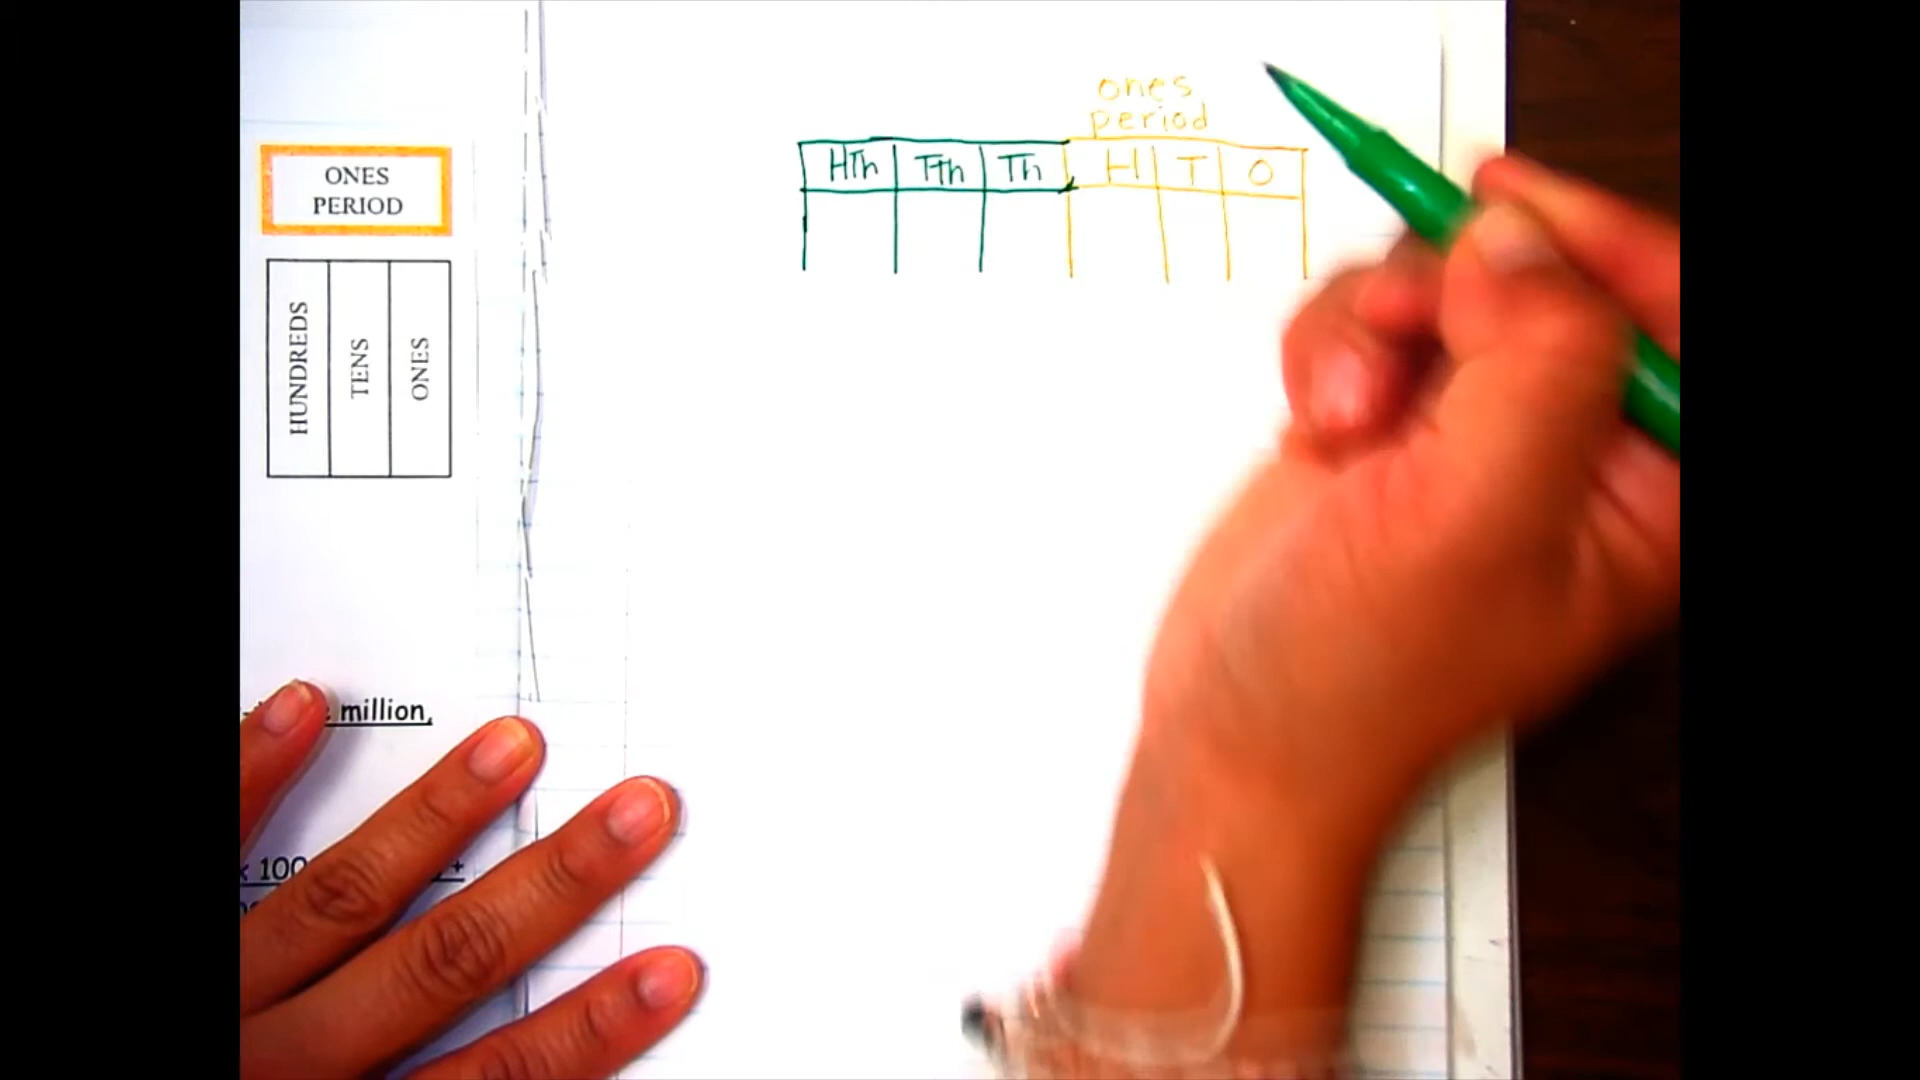 ONES
PERIOD
HUNDREDS
TENS
ONES
million,
x 100
+
ones
period
HTh TTh Th H T O